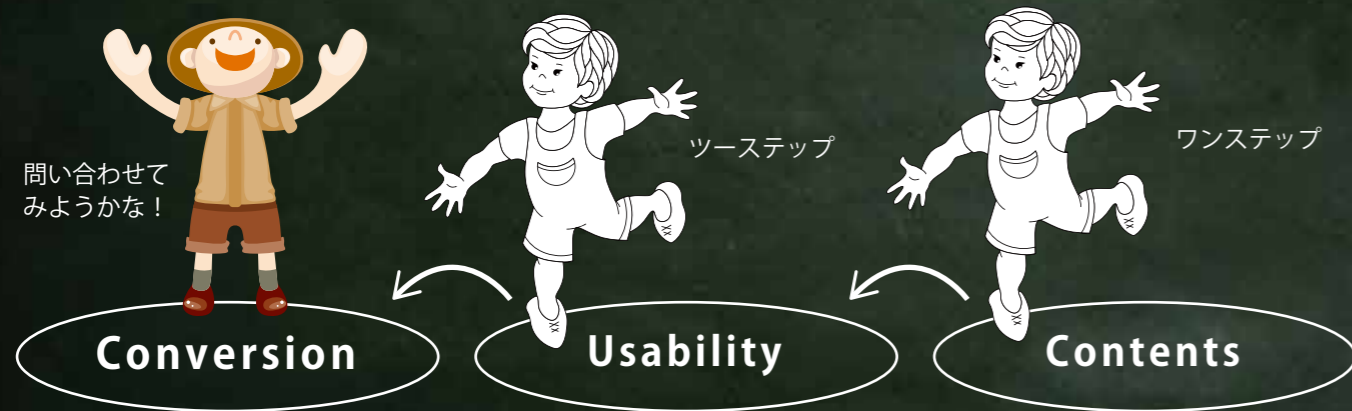 問い合わせて
みようかな！
ツーステップ
ワンステップ
Conversion
Usability
Contents